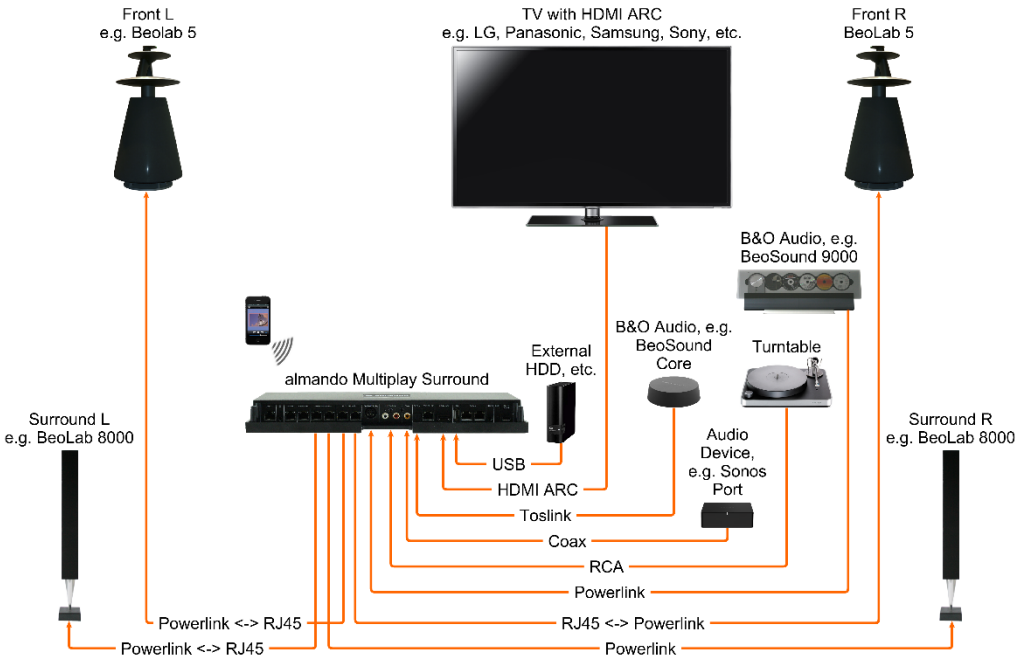 Front L
e.g. Beolab 5
TV with HDMI ARC
e.g. LG, Panasonic, Samsung, Sony, etc.
Front R
BeoLab 5
B&O Audio, e.g.
BeoSound 9000
B&O Audio, e.g.
BeoSound
Core
Turntable
External
HDD, etc.
almando Multiplay Surround
Surround L
e.g. BeoLab 8000
Surround R
e.g. BeoLab 8000
Audio
Device,
e.g. Sonos
Port
USB
HDMI ARC
Toslink
Coax
RCA
Powerlink
Powerlink <-> RJ45
RJ45 <-> Powerlink
Powerlink <-> RJ45
Powerlink